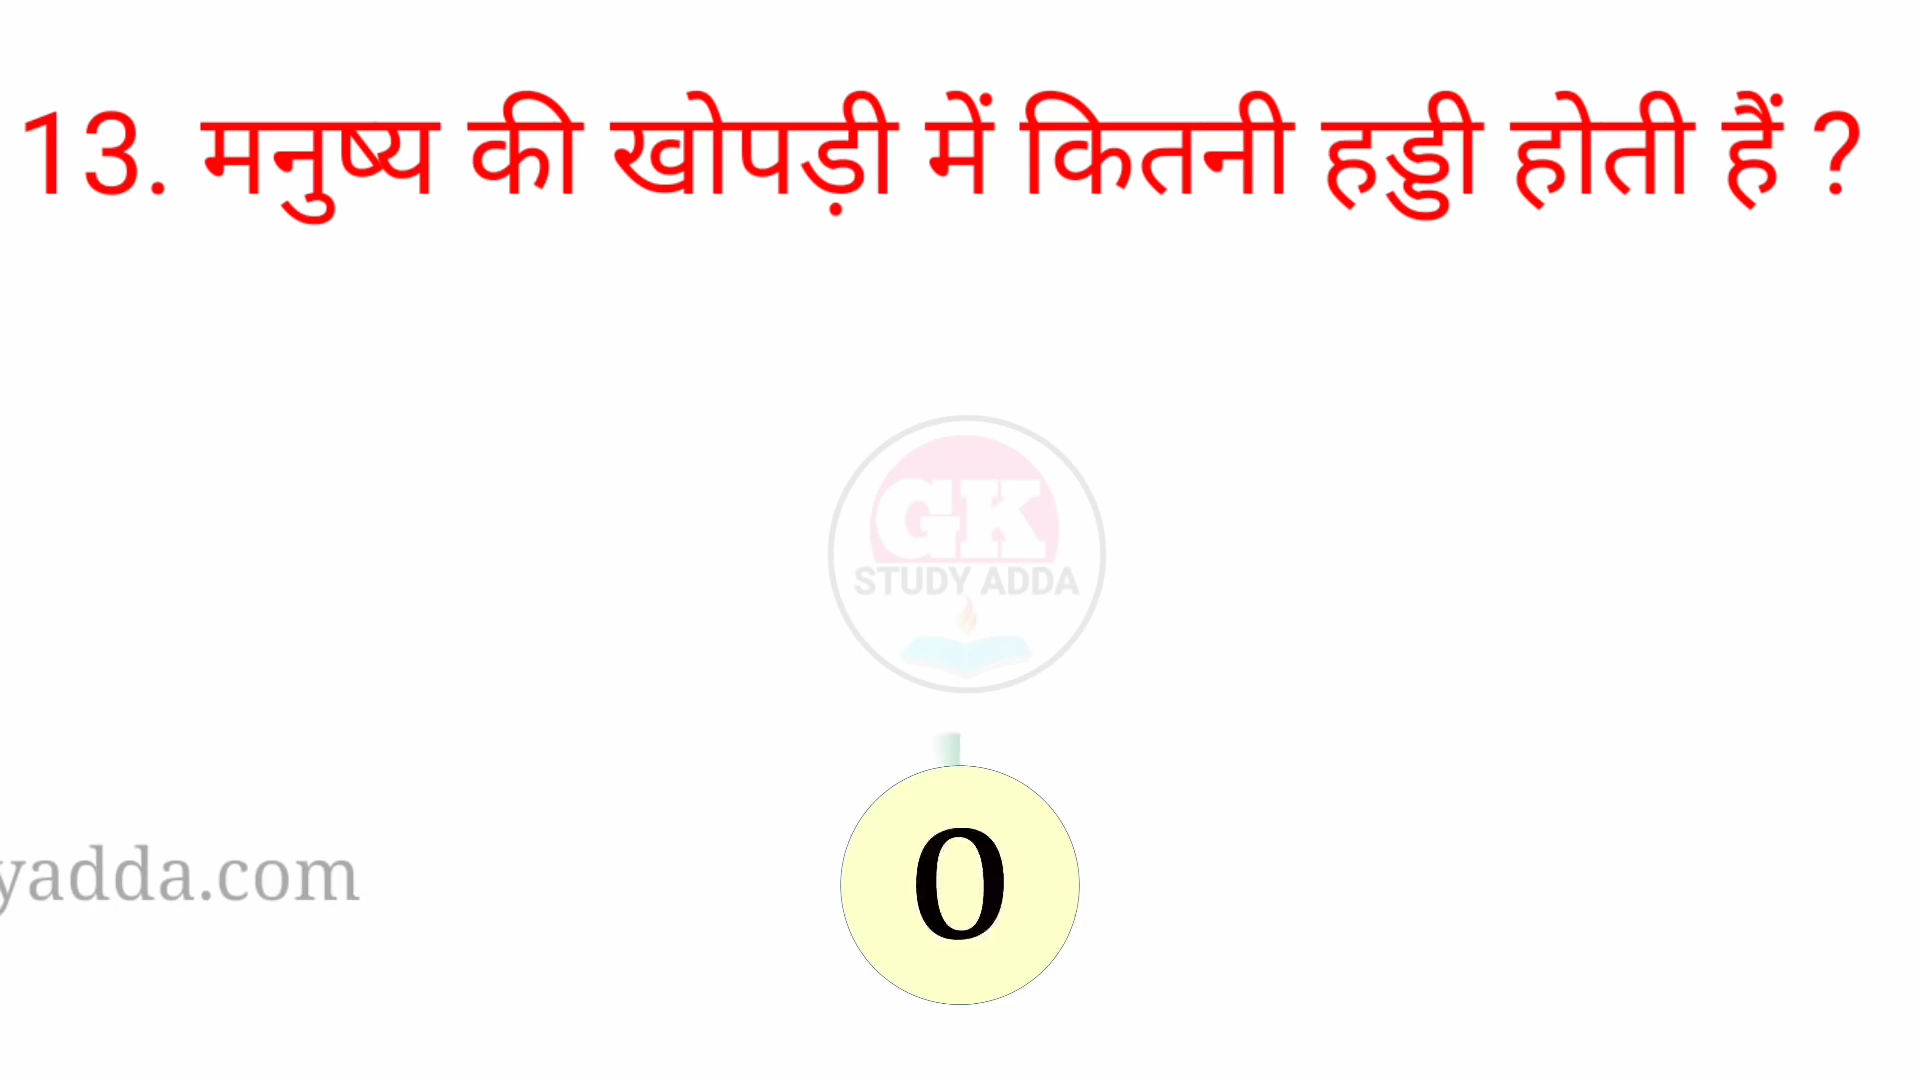 13. मनुष्य की खोपड़ी में कितनी हड्डी होती हैं ?
GK
STUDY ADDA
yadda.com
0